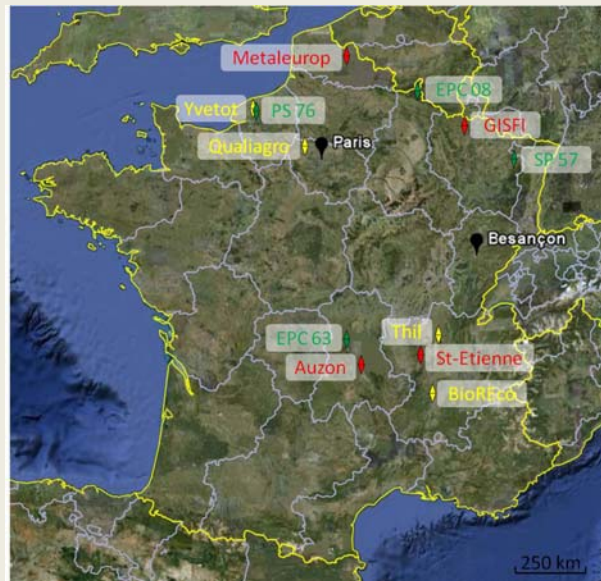 Metaleurop
EPC 08
Yvetot
PS 76
GISFI
Qualiagro
Paris
SP 57
Besançon
Thil
EPC 63
St-Etienne
Auzon
BioREco
250 km